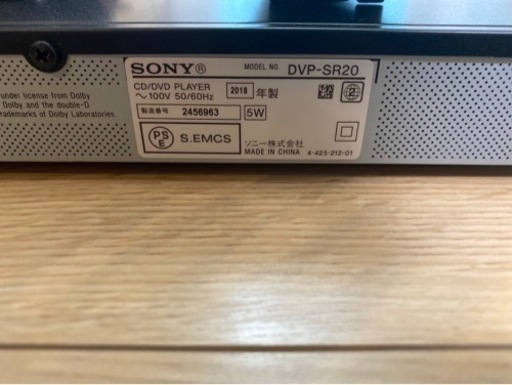 under license from Dolby
Dolby and the double-D
trademarks of Dolby Laboratories.
SONY®
MODEL NO. DVP-SR20
CD/DVD PLAYER
～100V 50/60Hz
2018 年製
製造番号 2456963
5W
PS E
S.EMCS
ソニー株式会社
MADE IN CHINA 4-425-212-01